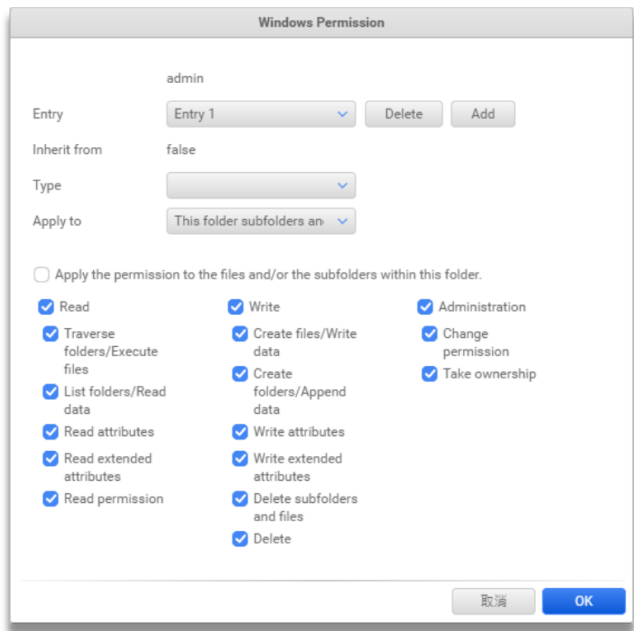 Windows Permission
admin
Entry
Entry 1
Delete
Add
Inherit from
false
Type
Apply to
This folder subfolders an
Apply the permission to the files and/or the subfolders within this folder.
Read
Traverse
folders/Execute
files
List folders/Read
data
Read attributes
Read extended
attributes
Read permission
Write
Create files/Write
data
Create
folders/Append
data
Write attributes
Write extended
attributes
Delete subfolders
and files
Delete
Administration
Change
permission
Take ownership
取消
OK